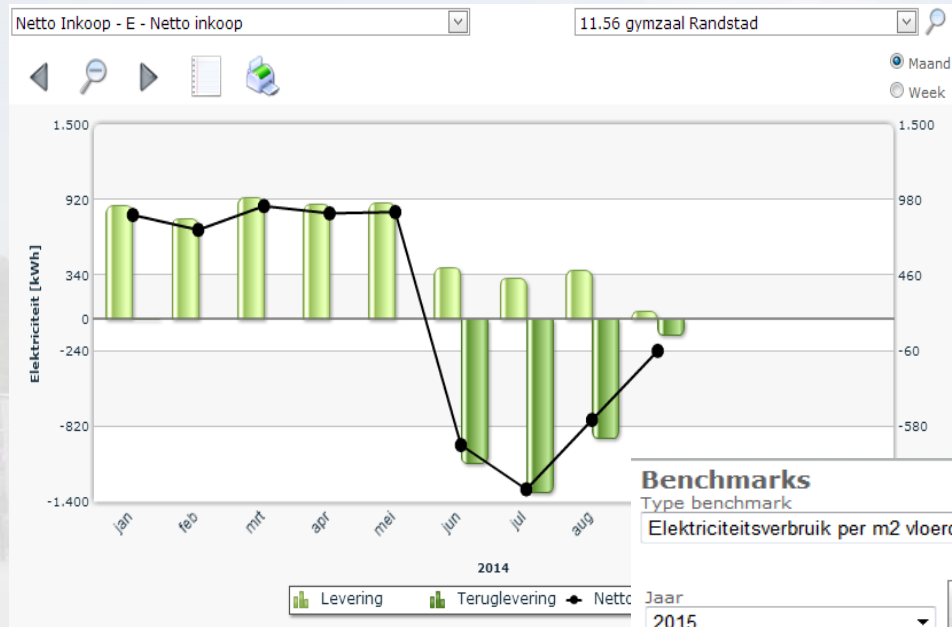 Netto Inkoop - E - Netto inkoop
11.56 gymzaal Randstad
Maand
Week
1.500
1.500
920
980
340
460
0
-240
-60
-820
-580
-1.400
Elektriciteit [kWh]
jan feb mrt apr mei jun jul aug
2014
Levering Teruglevering Netto
Benchmarks
Type benchmark
Elektriciteitsverbruik per m2 vloero
Jaar
2015